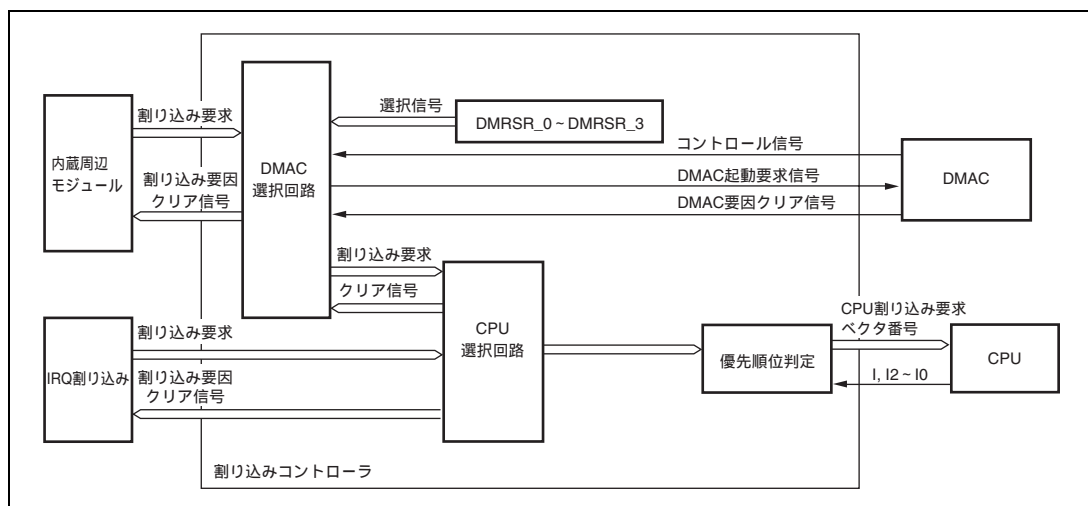 選択信号
DMRSR_0~DMRSR_3
割り込み要求
コントロール信号
内蔵周辺
モジュール
DMAC
選択回路
DMAC起動要求信号
DMAC
割り込み要因
クリア信号
DMAC要因クリア信号
割り込み要求
クリア信号
CPU
選択回路
CPU割り込み要求
ベクタ番号
割り込み要求
優先順位判定
CPU
IRQ割り込み
割り込み要因
クリア信号
I, I2~I0
割り込みコントローラ